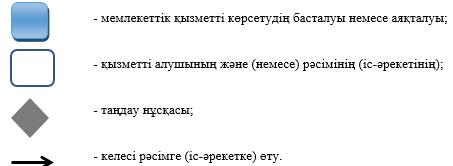 - мемлекеттік қызметті көрсетудің басталуы немесе аяқталуы;
- қызметті алушының және (немесе) рәсімінің (іс-әрекетінің);
- таңдау нұсқасы;
- келесі рәсімге (іс-әрекетке) өту.